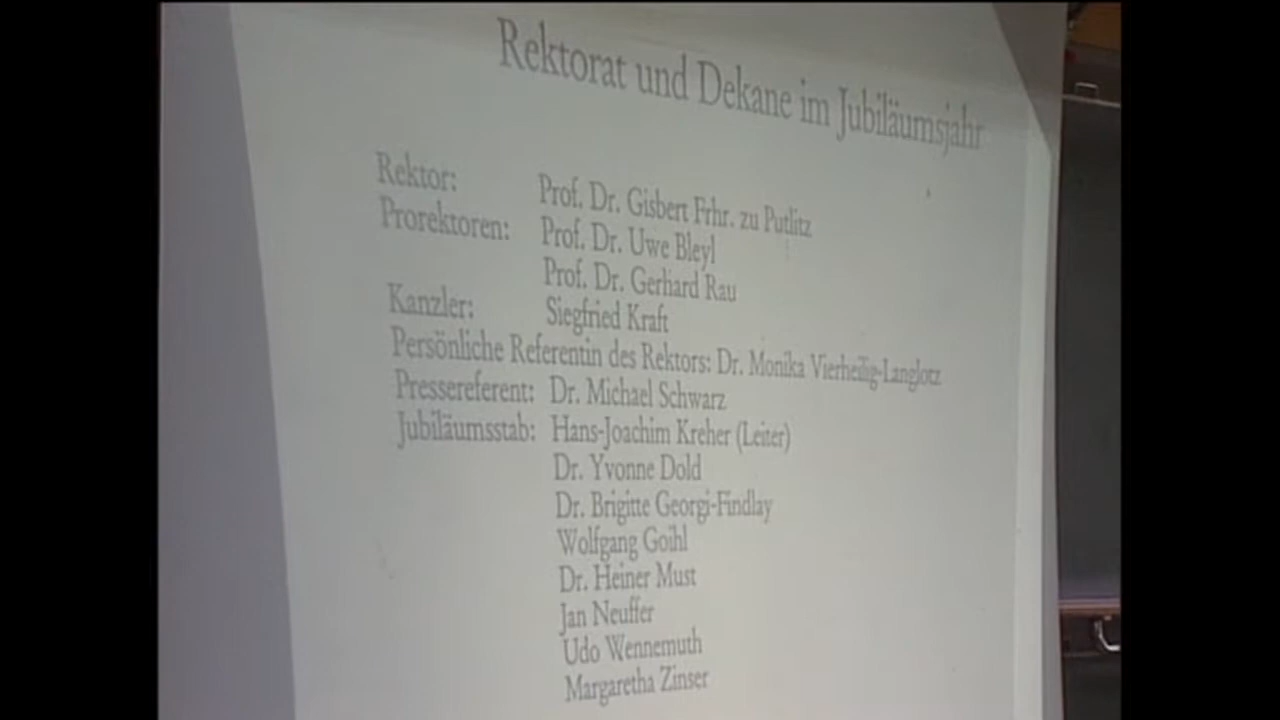 Rektorat und Dekane im Jubiläumsjahr
Rektor: Prof. Dr. Gisbert Frhr. zu Putlitz
Prorektoren: Prof. Dr. Uwe Bleyl
Prof. Dr. Gerhard Rau
Kanzler: Siegfried Kraft
Persönliche Referentin des Rektors: Dr. Monika Vierheilig-Langlotz
Pressereferent: Dr. Michael Schwarz
Jubiläumsstab: Hans-Joachim Kreher (Leiter)
Dr. Yvonne Dold
Dr. Brigitte Georgi-Findlay
Wolfgang Goihl
Dr. Heiner Must
Jan Neuffer
Udo Wennemuth
Margaretha Zinser